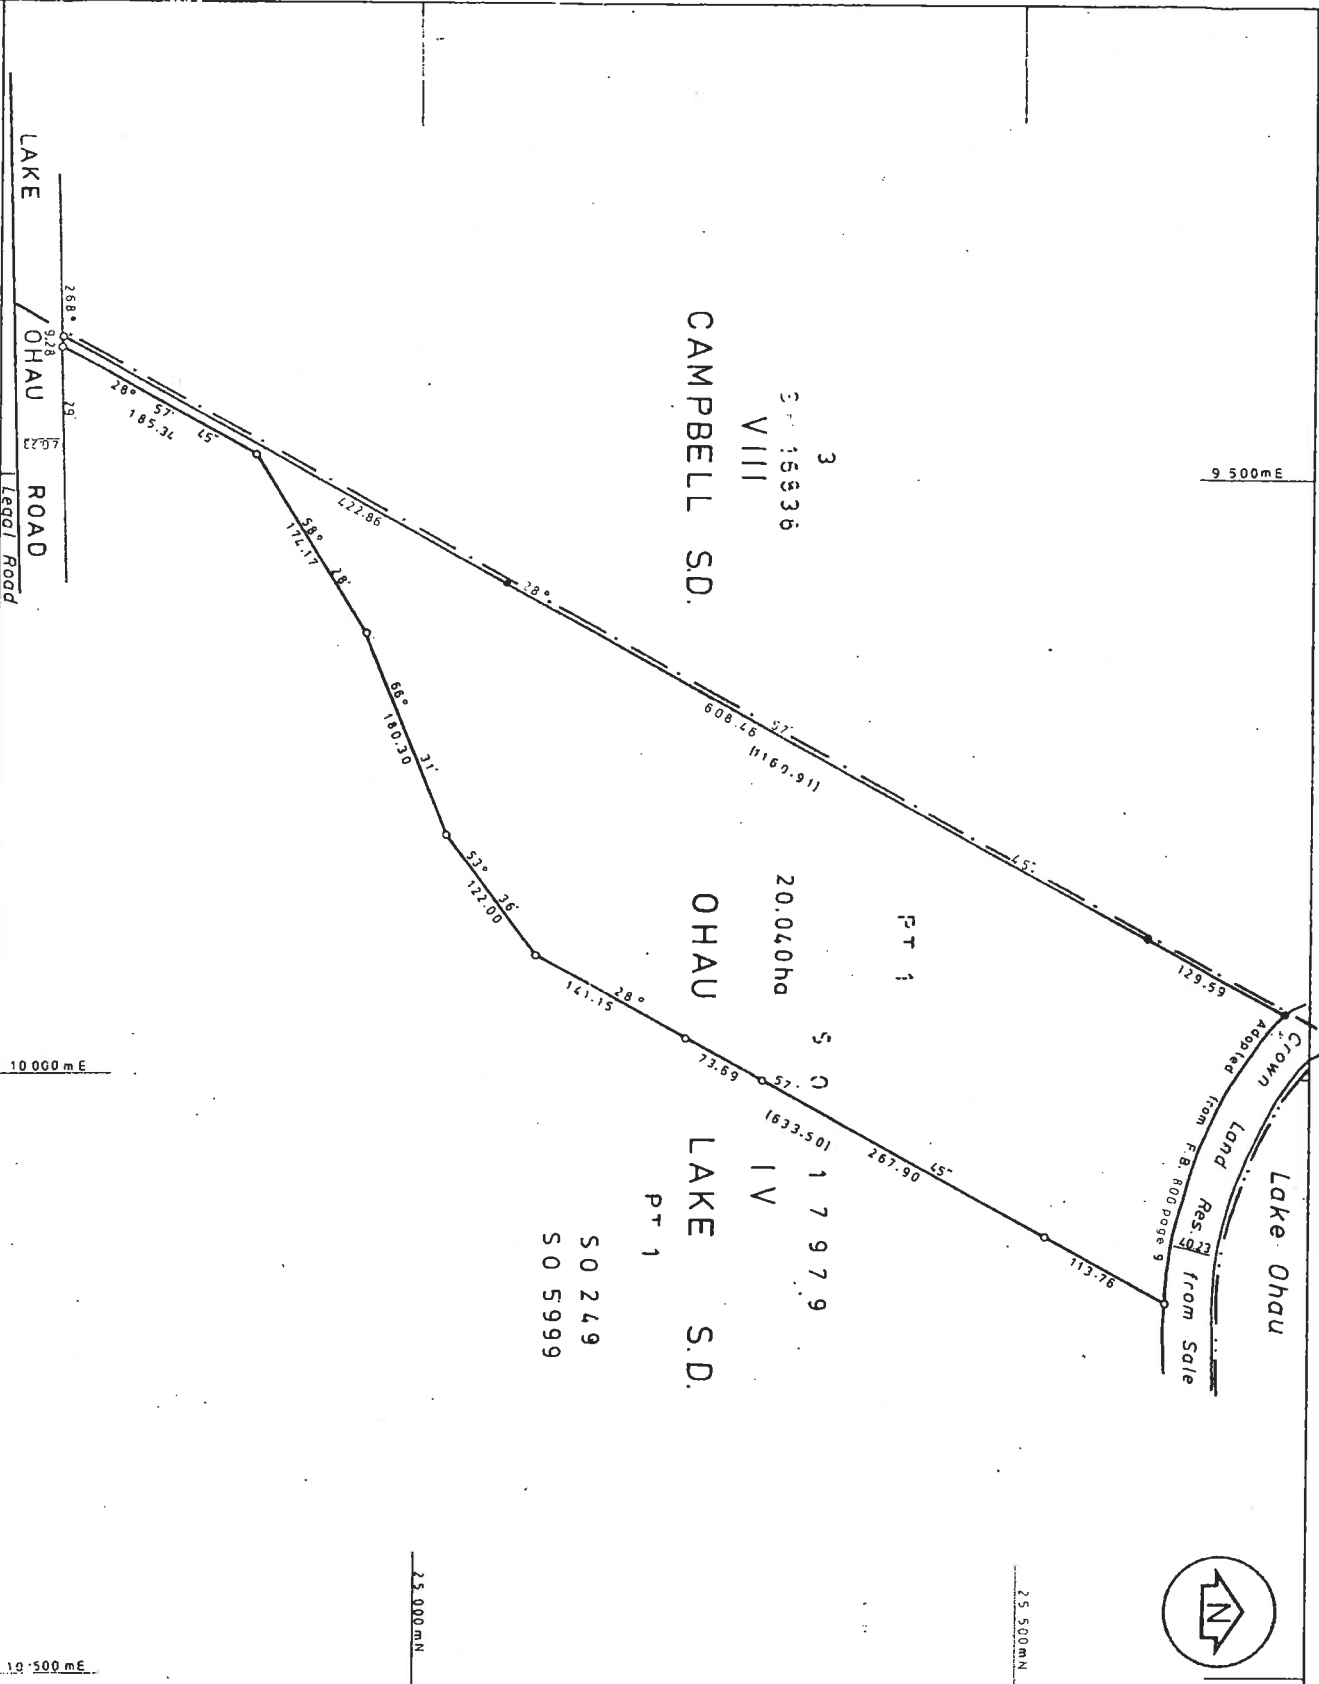 Lake Ohau
Crown Land Res. from Sale
40.23
Adopted from F.B. 800 page 9
N
9 500mE
10 000mE
10 500mE
25 000mN
25 500mN
3
VIII
CAMPBELL S.D.
PT 1
SO 17979
20.040ha
IV
OHAU LAKE S.D.
PT 1
SO 249
SO 5999
129.59
28° 57' 45"
608.46
(1160.91)
422.86
28° 57' 45"
185.34
58° 28'
174.17
66° 31'
180.30
53° 36'
122.00
28° 57' 45"
141.15
73.69
(633.50)
267.90
113.76
268° 29'
9.28
LAKE OHAU ROAD
Legal Road